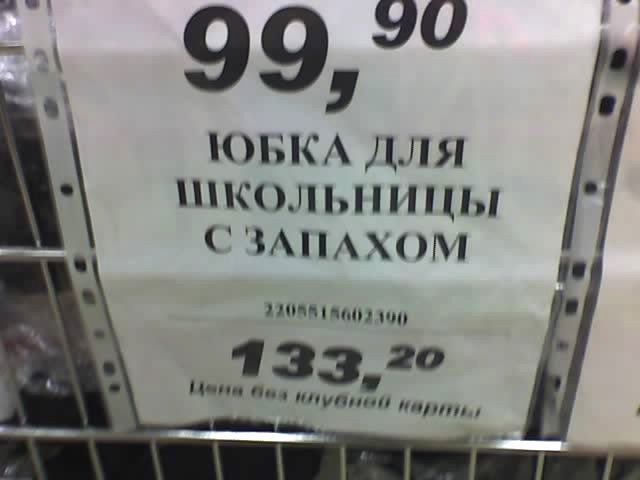 99,90
ЮБКА ДЛЯ
ШКОЛЬНИЦЫ
С ЗАПАХОМ
2205515602390
133,20
Цена без клубной карты